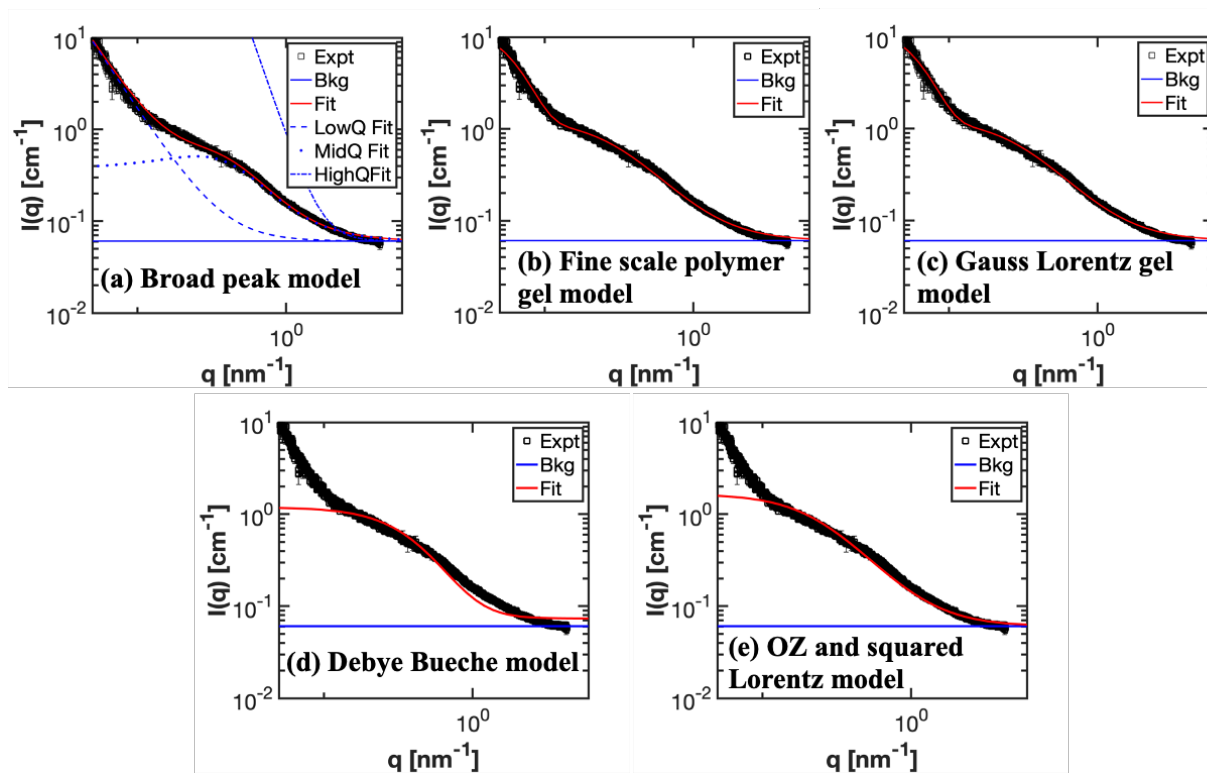 10^1
10^0
10^-1
10^-2
I(q) [cm^-1]
Expt
Bkg
Fit
LowQ Fit
MidQ Fit
HighQFit
(a) Broad peak model
10^0
q [nm^-1]
10^1
10^0
10^-1
10^-2
I(q) [cm^-1]
Expt
Bkg
Fit
(b) Fine scale polymer
gel model
10^0
q [nm^-1]
10^1
10^0
10^-1
10^-2
I(q) [cm^-1]
Expt
Bkg
Fit
(c) Gauss Lorentz gel
model
10^0
q [nm^-1]
10^1
10^0
10^-1
10^-2
I(q) [cm^-1]
Expt
Bkg
Fit
(d) Debye Bueche model
10^0
q [nm^-1]
10^1
10^0
10^-1
10^-2
I(q) [cm^-1]
Expt
Bkg
Fit
(e) OZ and squared
Lorentz model
10^0
q [nm^-1]